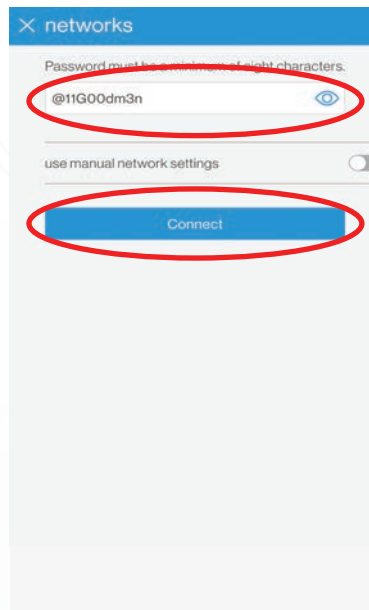 networks
Password must be a minimum of eight characters.
@11G00dm3n
use manual network settings
Connect